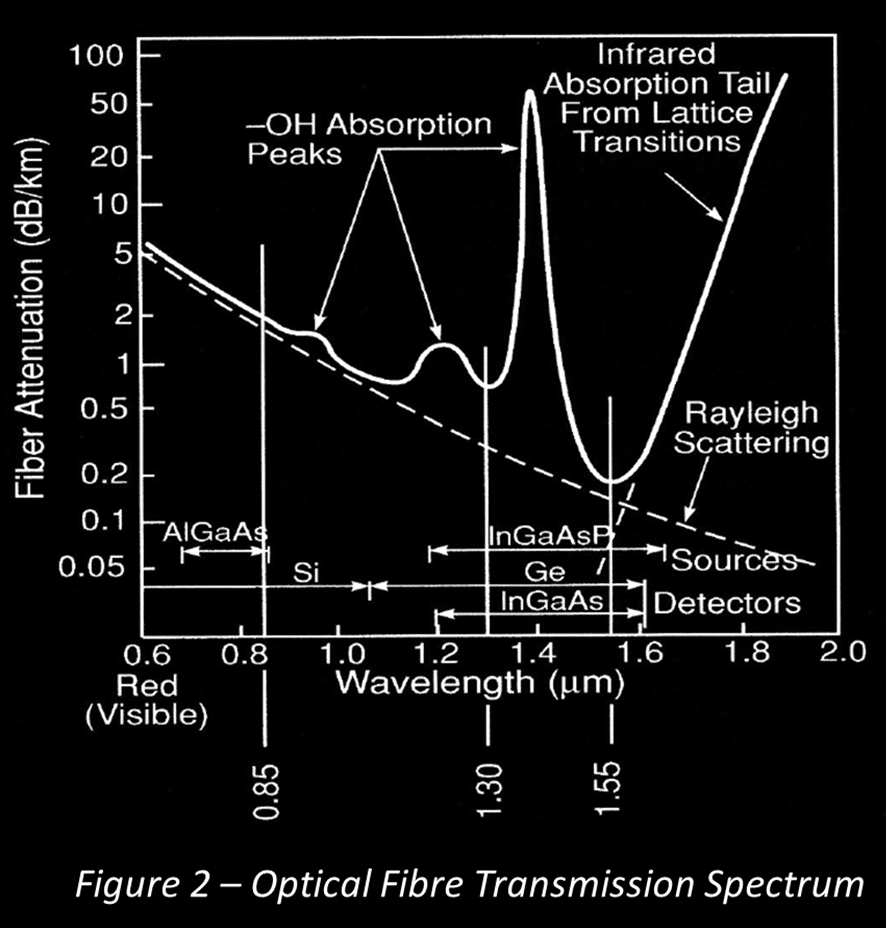 Fiber Attenuation (dB/km)
100
50
20
10
5
2
1
0.5
0.2
0.1
0.05
–OH Absorption
Peaks
Infrared
Absorption Tail
From Lattice
Transitions
Rayleigh
Scattering
AlGaAs
InGaAsP
Sources
Si
Ge
InGaAs
Detectors
0.6 0.8 1.0 1.2 1.4 1.6 1.8 2.0
Red
(Visible)
Wavelength (μm)
0.85
1.30
1.55
Figure 2 – Optical Fibre Transmission Spectrum